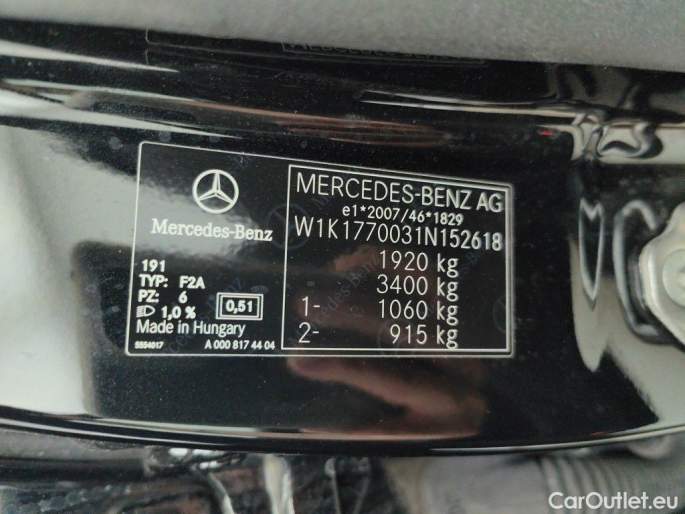 Mercedes-Benz
191
TYP: F2A
PZ: 6
1,0 % 0,51
Made in Hungary
5554017 A 000 817 44 04
MERCEDES-BENZ AG
e1*2007/46*1829
W1K1770031N152618
1920 kg
3400 kg
1- 1060 kg
2- 915 kg
CarOutlet.eu